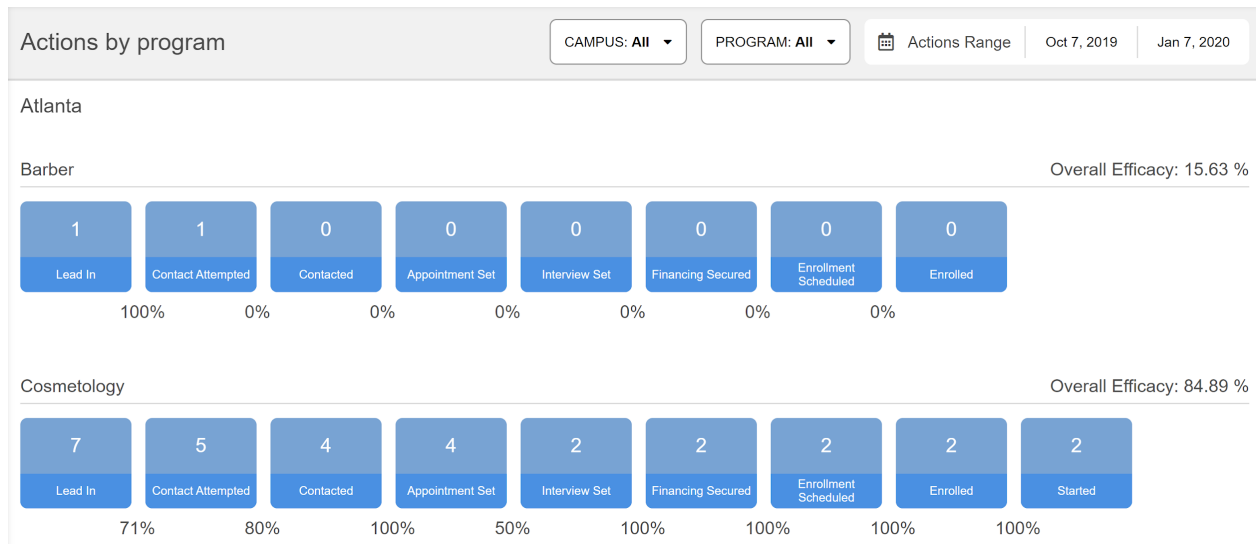 Actions by program
CAMPUS: All
PROGRAM: All
Actions Range
Oct 7, 2019
Jan 7, 2020
Atlanta
Barber
Overall Efficacy: 15.63 %
1 1 0 0 0 0 0 0
Lead In Contact Attempted Contacted Appointment Set Interview Set Financing Secured Enrollment Scheduled Enrolled
100% 0% 0% 0% 0% 0% 0%
Cosmetology
Overall Efficacy: 84.89 %
7 5 4 4 2 2 2 2 2
Lead In Contact Attempted Contacted Appointment Set Interview Set Financing Secured Enrollment Scheduled Enrolled Started
71% 80% 100% 50% 100% 100% 100% 100%